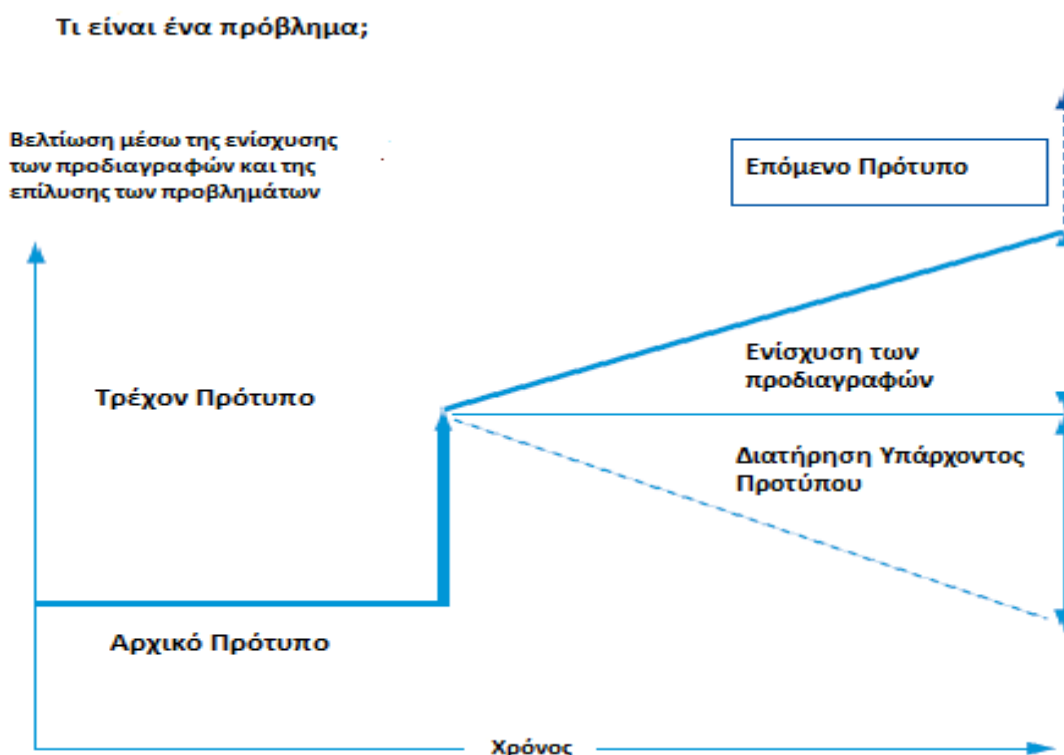 Τι είναι ένα πρόβλημα;
Βελτίωση μέσω της ενίσχυσης
των προδιαγραφών και της
επίλυσης των προβλημάτων
Επόμενο Πρότυπο
Ενίσχυση των
προδιαγραφών
Τρέχον Πρότυπο
Διατήρηση Υπάρχοντος
Προτύπου
Αρχικό Πρότυπο
Χρόνος